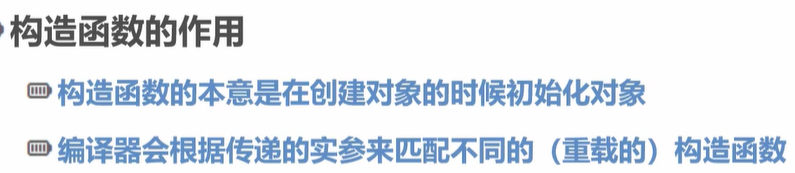 构造函数的作用
构造函数的本意是在创建对象的时候初始化对象
编译器会根据传递的实参来匹配不同的（重载的）构造函数